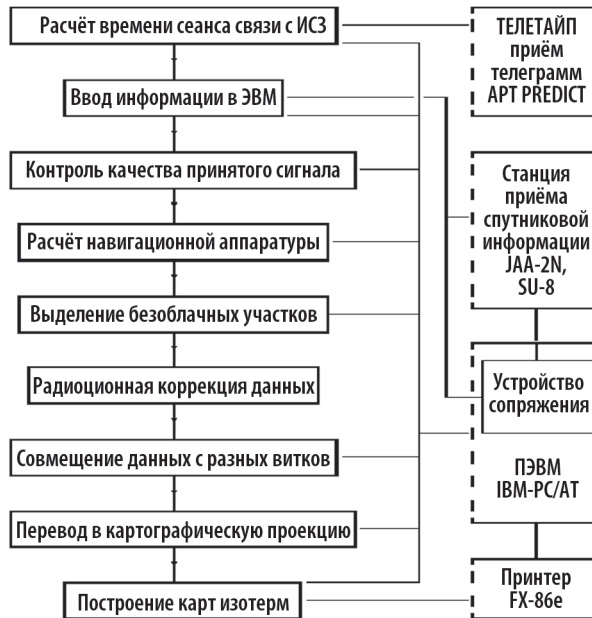 Расчёт времени сеанса связи с ИСЗ
Ввод информации в ЭВМ
Контроль качества принятого сигнала
Расчёт навигационной аппаратуры
Выделение безоблачных участков
Радиоционная коррекция данных
Совмещение данных с разных витков
Перевод в картографическую проекцию
Построение карт изотерм
ТЕЛЕТАЙП
приём
телеграмм
APT PREDICT
Станция
приёма
спутниковой
информации
JAA-2N,
SU-8
Устройство
сопряжения
ПЭВМ
IBM-PC/AT
Принтер
FX-86e